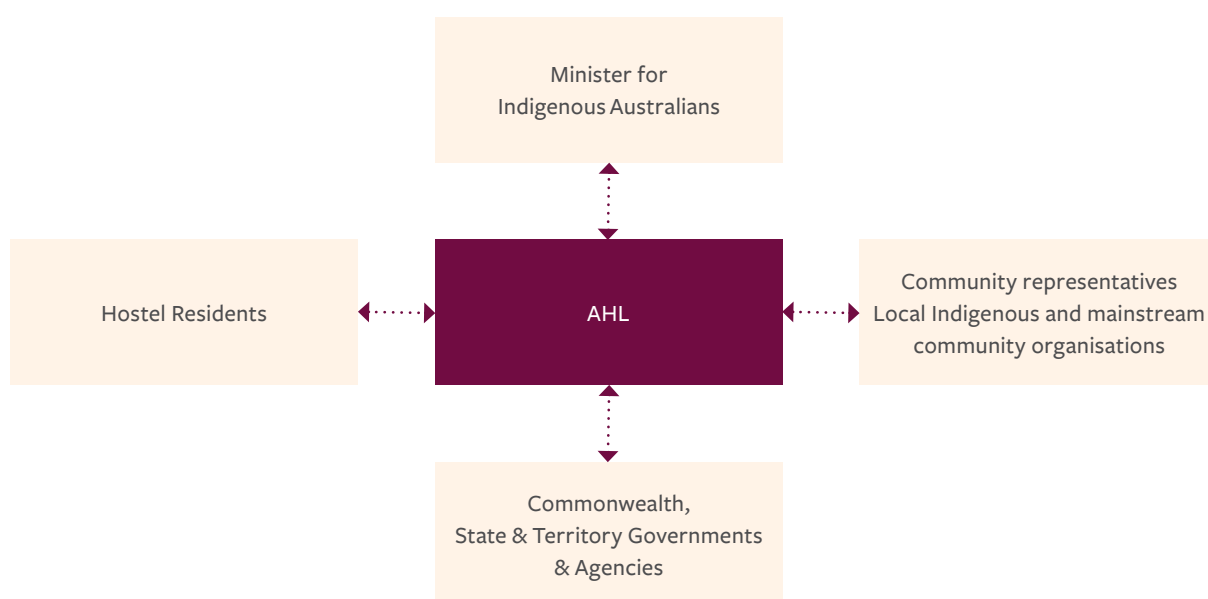 Minister for
Indigenous Australians
Hostel Residents
AHL
Community representatives
Local Indigenous and mainstream
community organisations
Commonwealth,
State & Territory Governments
& Agencies